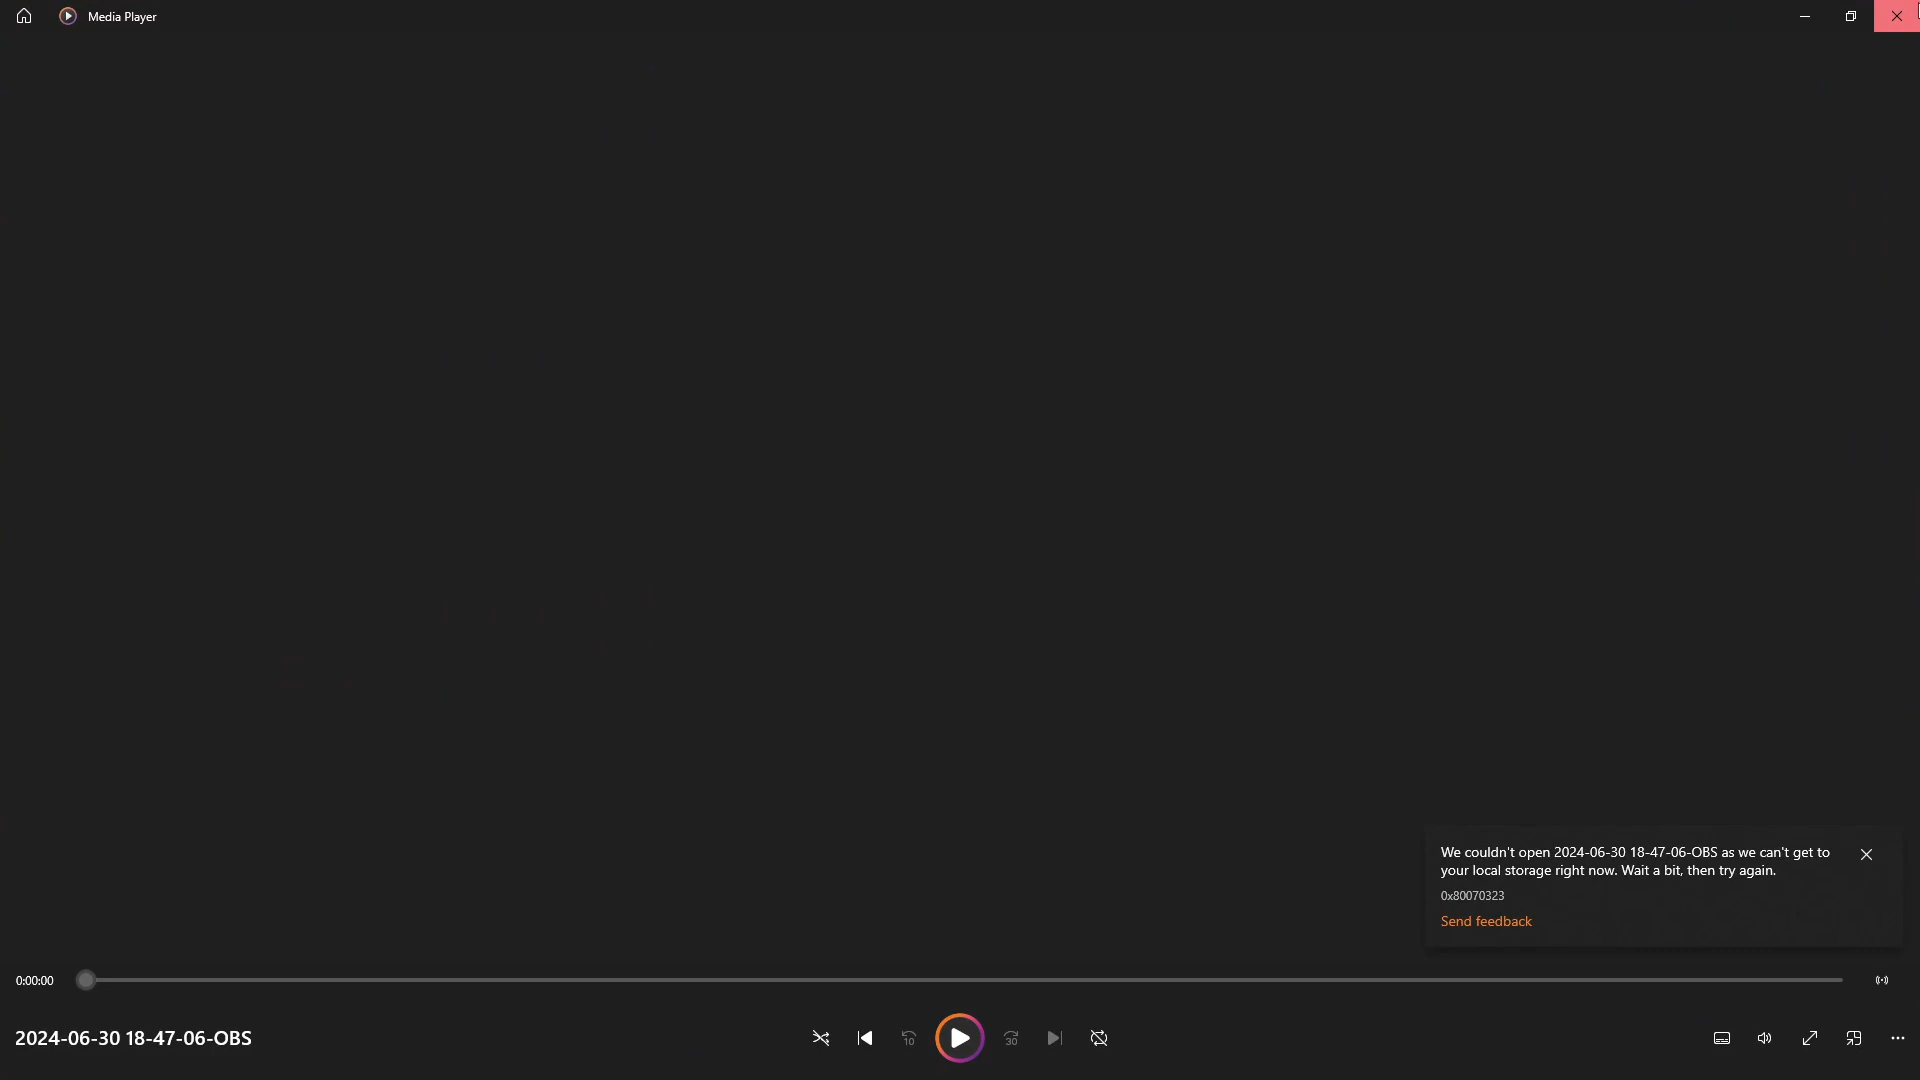 Media Player
We couldn't open 2024-06-30 18-47-06-OBS as we can't get to
your local storage right now. Wait a bit, then try again.
0x80070323
Send feedback
0:00:00
2024-06-30 18-47-06-OBS
10
30